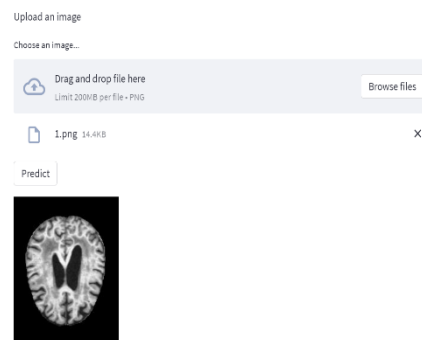 Upload an image
Choose an image...
Drag and drop file here
Limit 200MB per file • PNG
Browse files
1.png 14.4KB
X
Predict